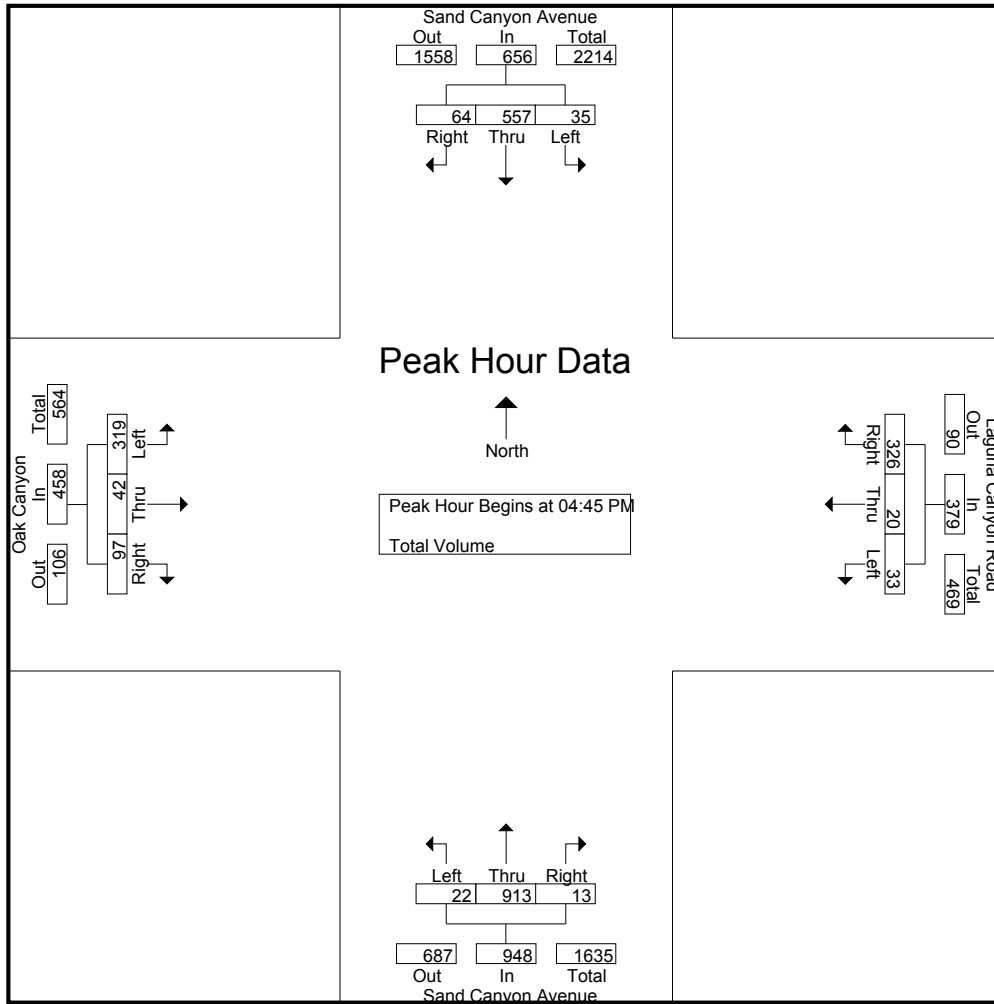 Sand Canyon Avenue
Out In Total
1558 656 2214
64 557 35
Right Thru Left
Peak Hour Data
North
Peak Hour Begins at 04:45 PM
Total Volume
Oak Canyon
Total In Out
564 458 106
319 42 97
Left Thru Right
Right Thru Left
326 20 33
90 379 469
Out In Total
Laguna Canyon Road
Left Thru Right
22 913 13
687 948 1635
Out In Total
Sand Canyon Avenue